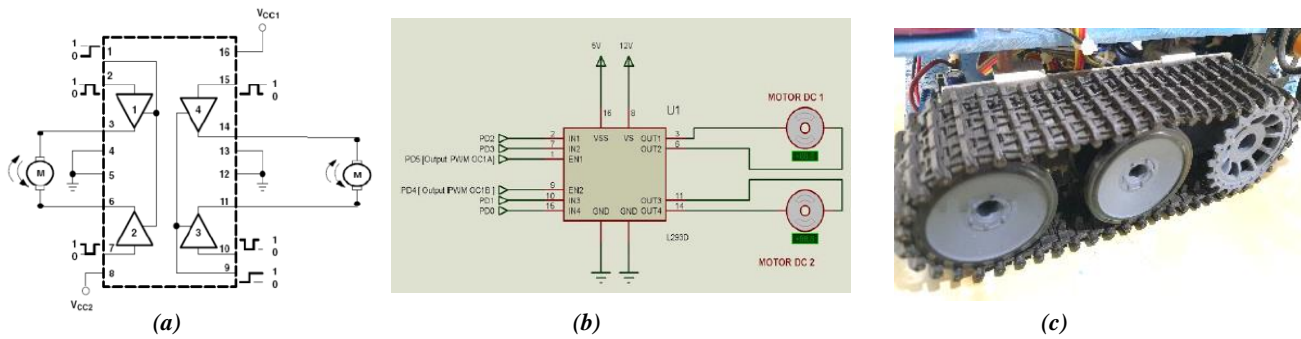 VCC1
1
0
1
16
1
0
2
15
1
0
1
4
3
14
M
4
13
5
12
M
6
11
2
3
1
0
7
10
1
0
8
9
1
0
VCC2
(a)
5V
12V
U1
MOTOR DC 1
16
8
PD2
2
IN1
VSS
VS
OUT1
3
PD3
7
IN2
OUT2
6
PD5 [Output PWM OC1A]
1
EN1
PD4 [ Output PWM OC1B ]
9
EN2
PD1
10
IN3
OUT3
11
PD0
15
IN4
GND
GND
OUT4
14
L293D
MOTOR DC 2
(b)
(c)